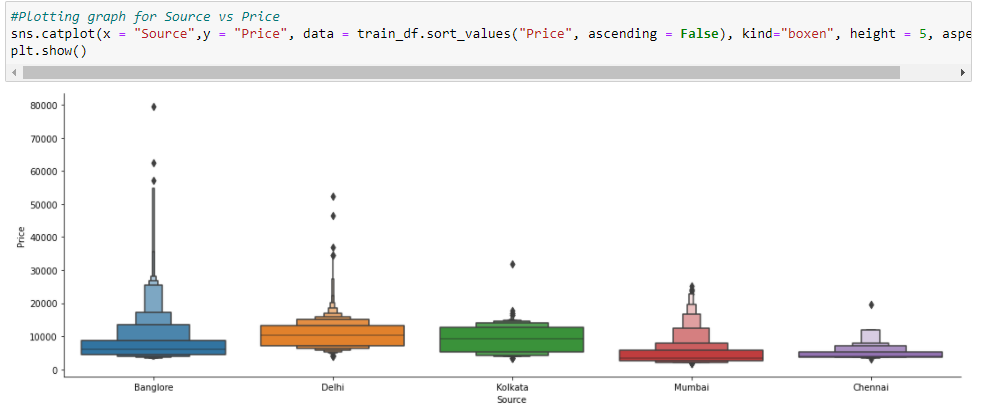 #Plotting graph for Source vs Price
sns.catplot(x = "Source",y = "Price", data = train_df.sort_values("Price", ascending = False), kind="boxen", height = 5, aspe
plt.show()
80000
70000
60000
50000
40000
30000
20000
10000
0
Price
Banglore Delhi Kolkata Mumbai Chennai
Source